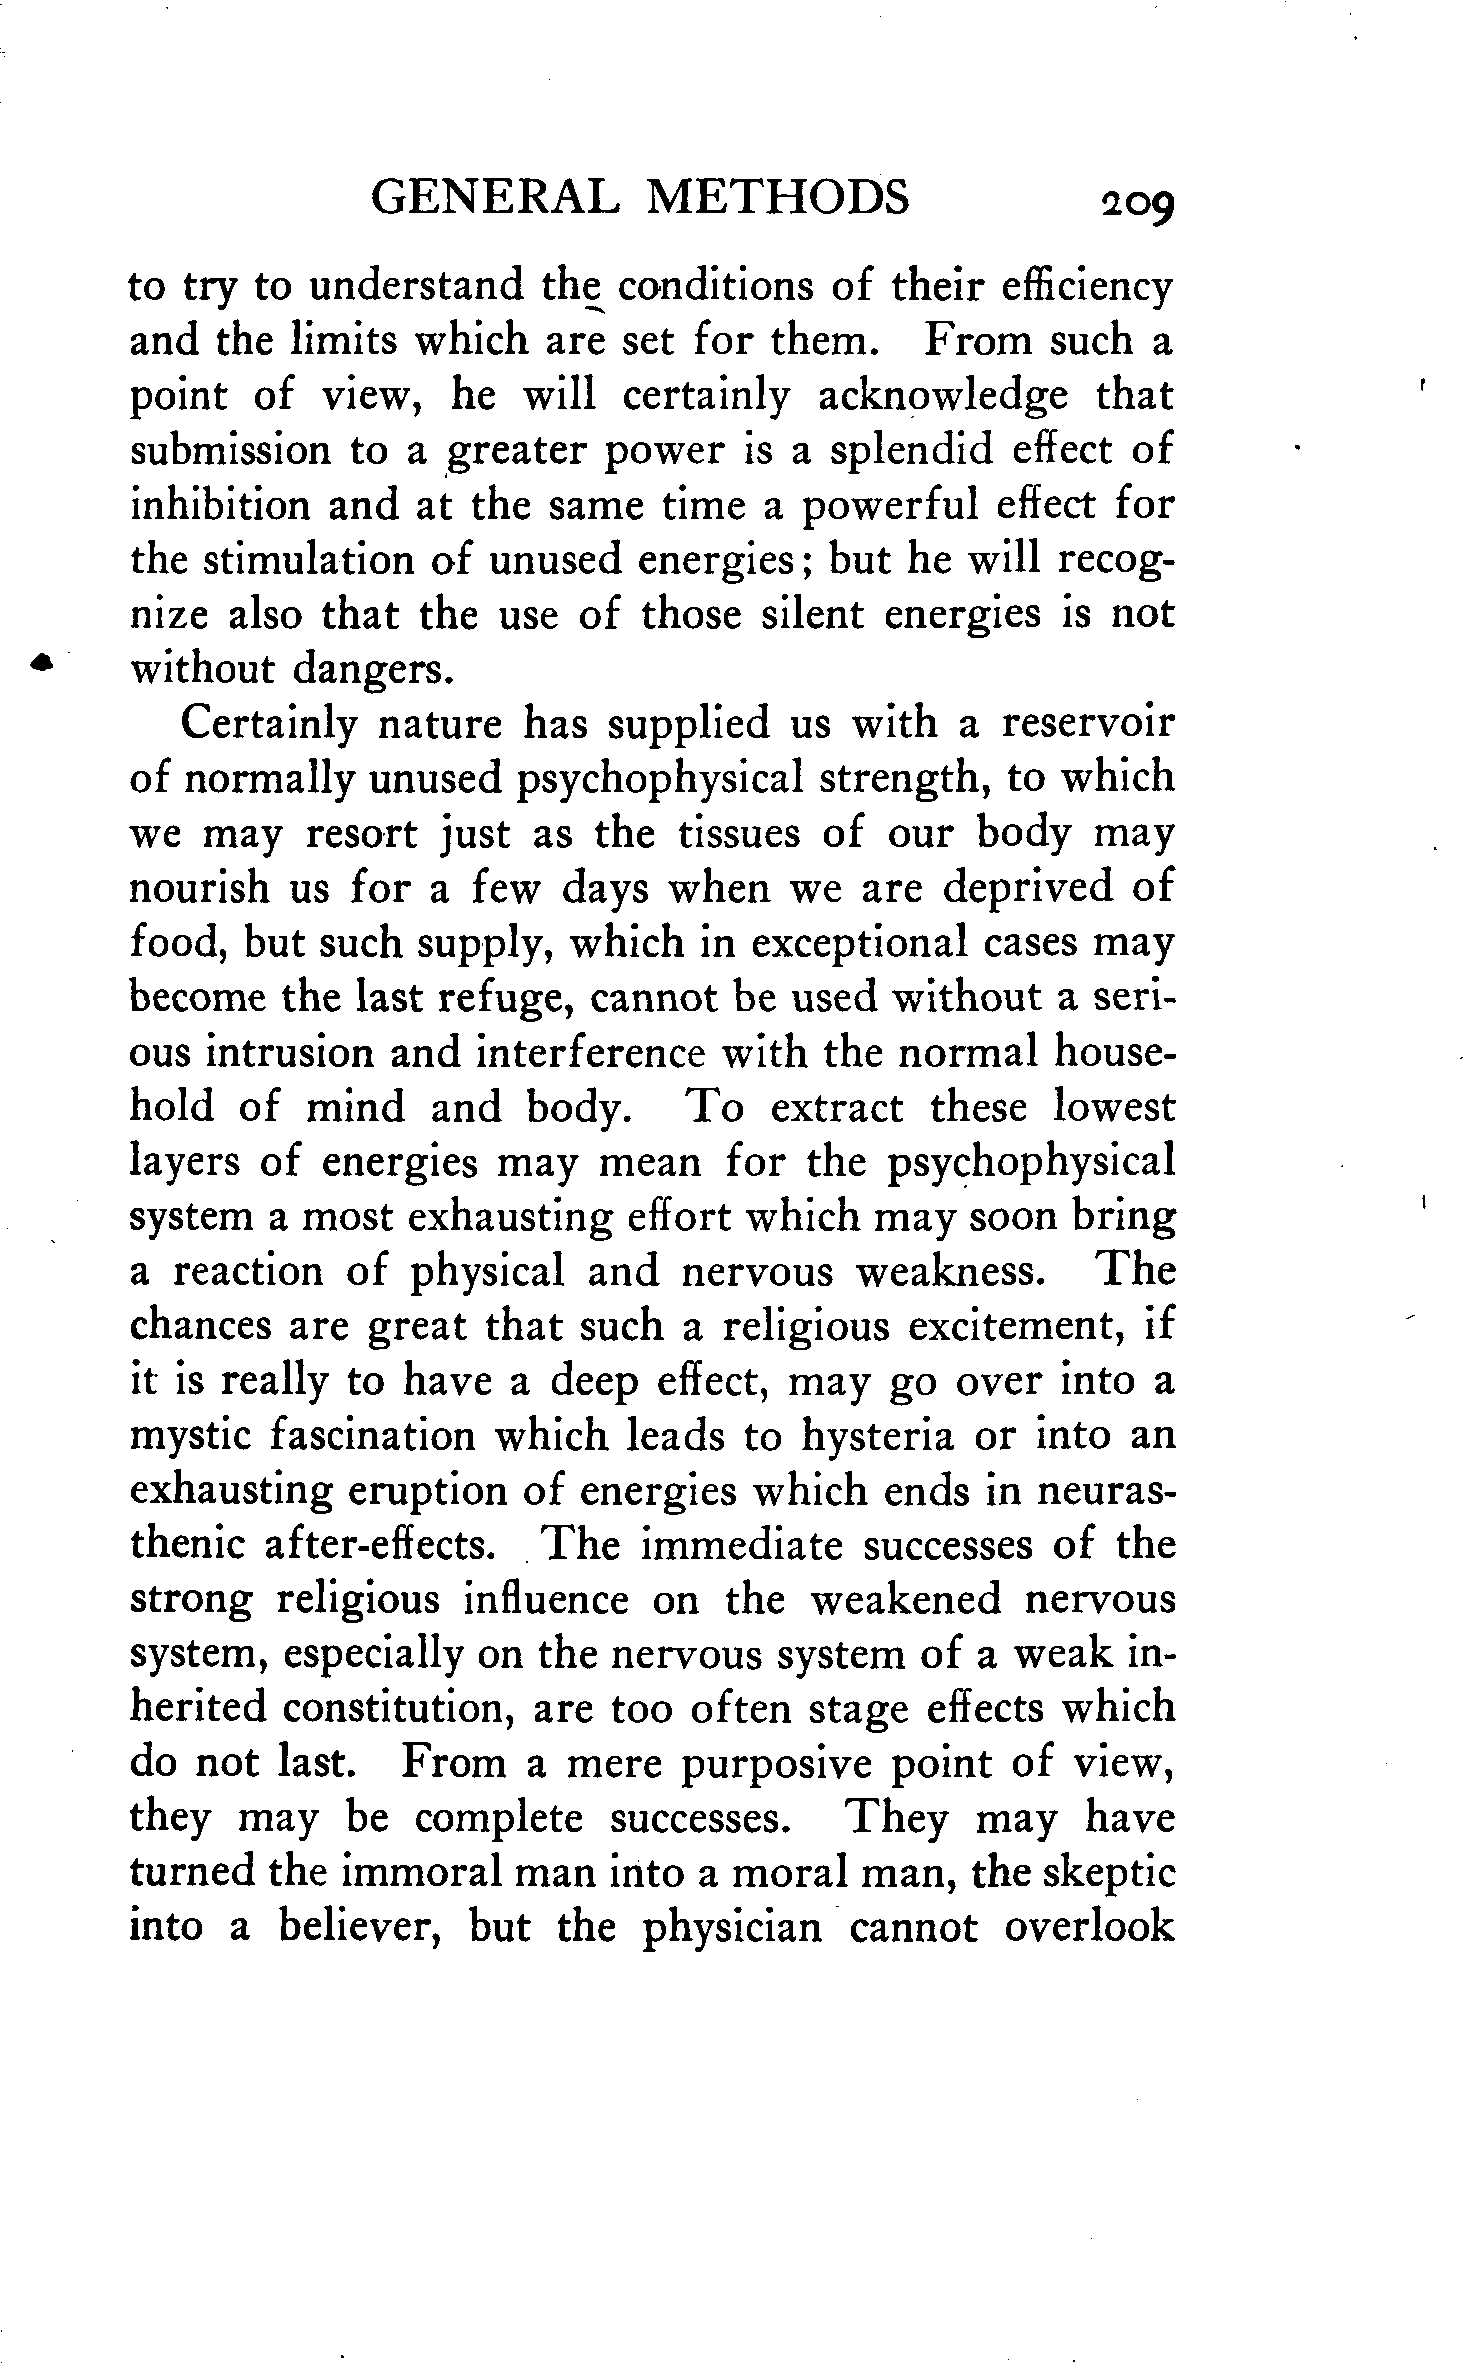 GENERAL METHODS 209
to try to understand the conditions of their efficiency
and the limits which are set for them. From such a
point of view, he will certainly acknowledge that
submission to a greater power is a splendid effect of
inhibition and at the same time a powerful effect for
the stimulation of unused energies; but he will recog-
nize also that the use of those silent energies is not
without dangers.
Certainly nature has supplied us with a reservoir
of normally unused psychophysical strength, to which
we may resort just as the tissues of our body may
nourish us for a few days when we are deprived of
food, but such supply, which in exceptional cases may
become the last refuge, cannot be used without a seri-
ous intrusion and interference with the normal house-
hold of mind and body. To extract these lowest
layers of energies may mean for the psychophysical
system a most exhausting effort which may soon bring
a reaction of physical and nervous weakness. The
chances are great that such a religious excitement, if
it is really to have a deep effect, may go over into a
mystic fascination which leads to hysteria or into an
exhausting eruption of energies which ends in neuras-
thenic after-effects. The immediate successes of the
strong religious influence on the weakened nervous
system, especially on the nervous system of a weak in-
herited constitution, are too often stage effects which
do not last. From a mere purposive point of view,
they may be complete successes. They may have
turned the immoral man into a moral man, the skeptic
into a believer, but the physician cannot overlook